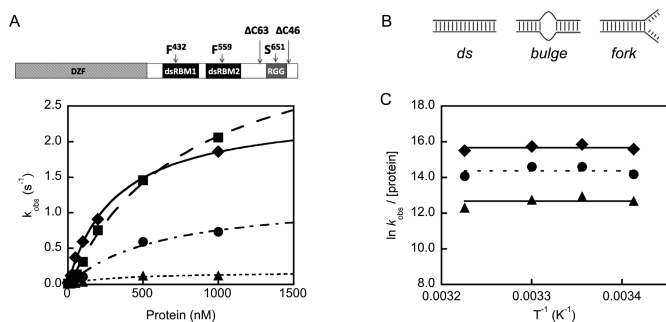 A
ΔC63 ΔC46
F432 F559 S651
DZF dsRBM1 dsRBM2 RGG
2.5
2.0
1.5
1.0
0.5
0.0
kobs (s-1)
0 500 1000 1500
Protein (nM)
B
ds bulge fork
C
18.0
16.0
14.0
12.0
10.0
8.0
ln kobs / [protein]
0.0032 0.0033 0.0034
T-1 (K-1)